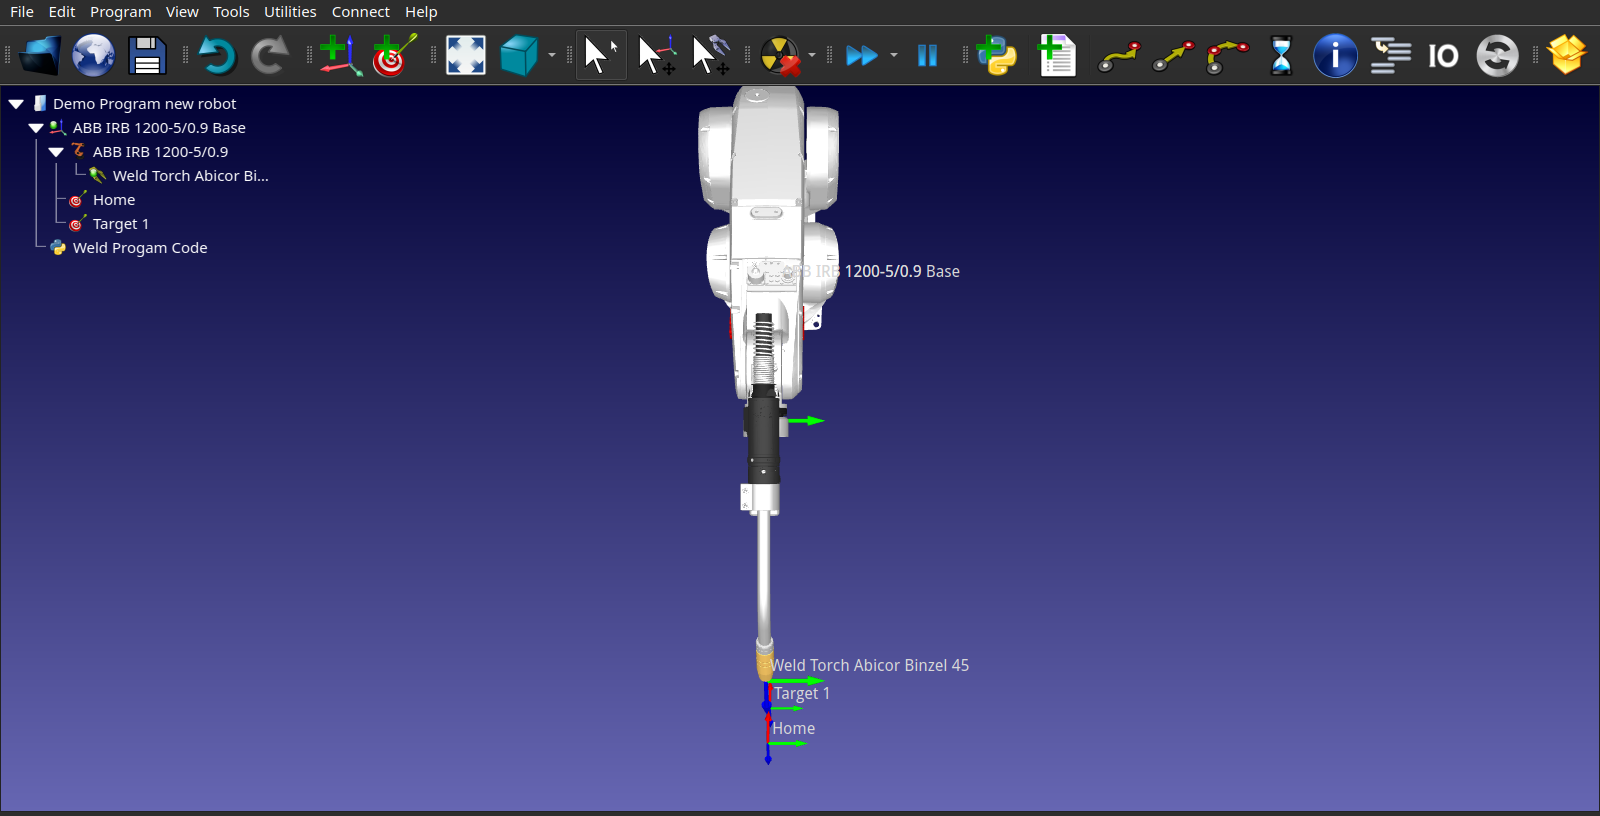 File Edit Program View Tools Utilities Connect Help
IO
Demo Program new robot
ABB IRB 1200-5/0.9 Base
ABB IRB 1200-5/0.9
Weld Torch Abicor Bi...
Home
Target 1
Weld Progam Code
ABB IRB 1200-5/0.9 Base
Weld Torch Abicor Binzel 45
Target 1
Home